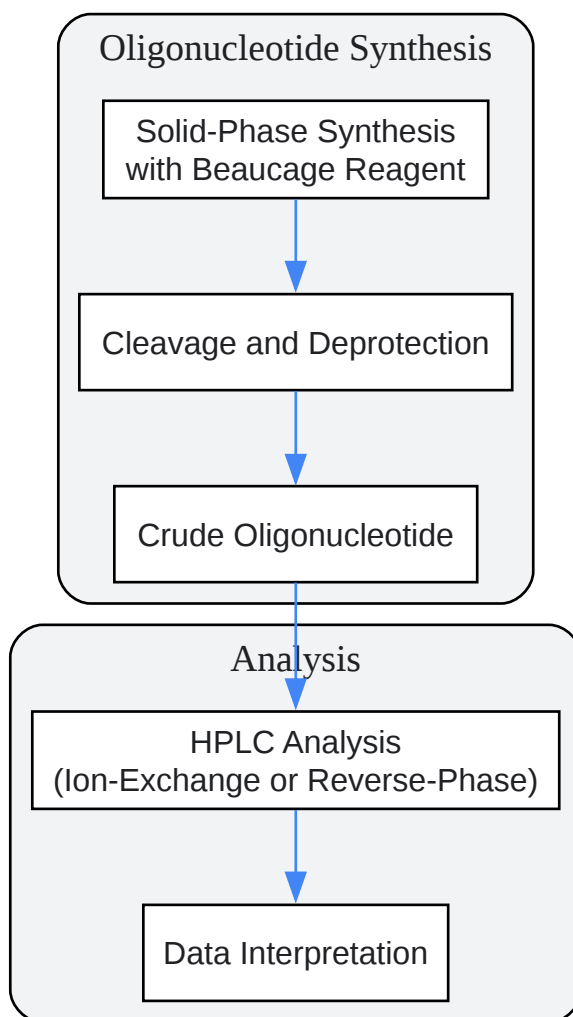 Oligonucleotide Synthesis
Solid-Phase Synthesis
with Beaucage Reagent
Cleavage and Deprotection
Crude Oligonucleotide
Analysis
HPLC Analysis
(Ion-Exchange or Reverse-Phase)
Data Interpretation